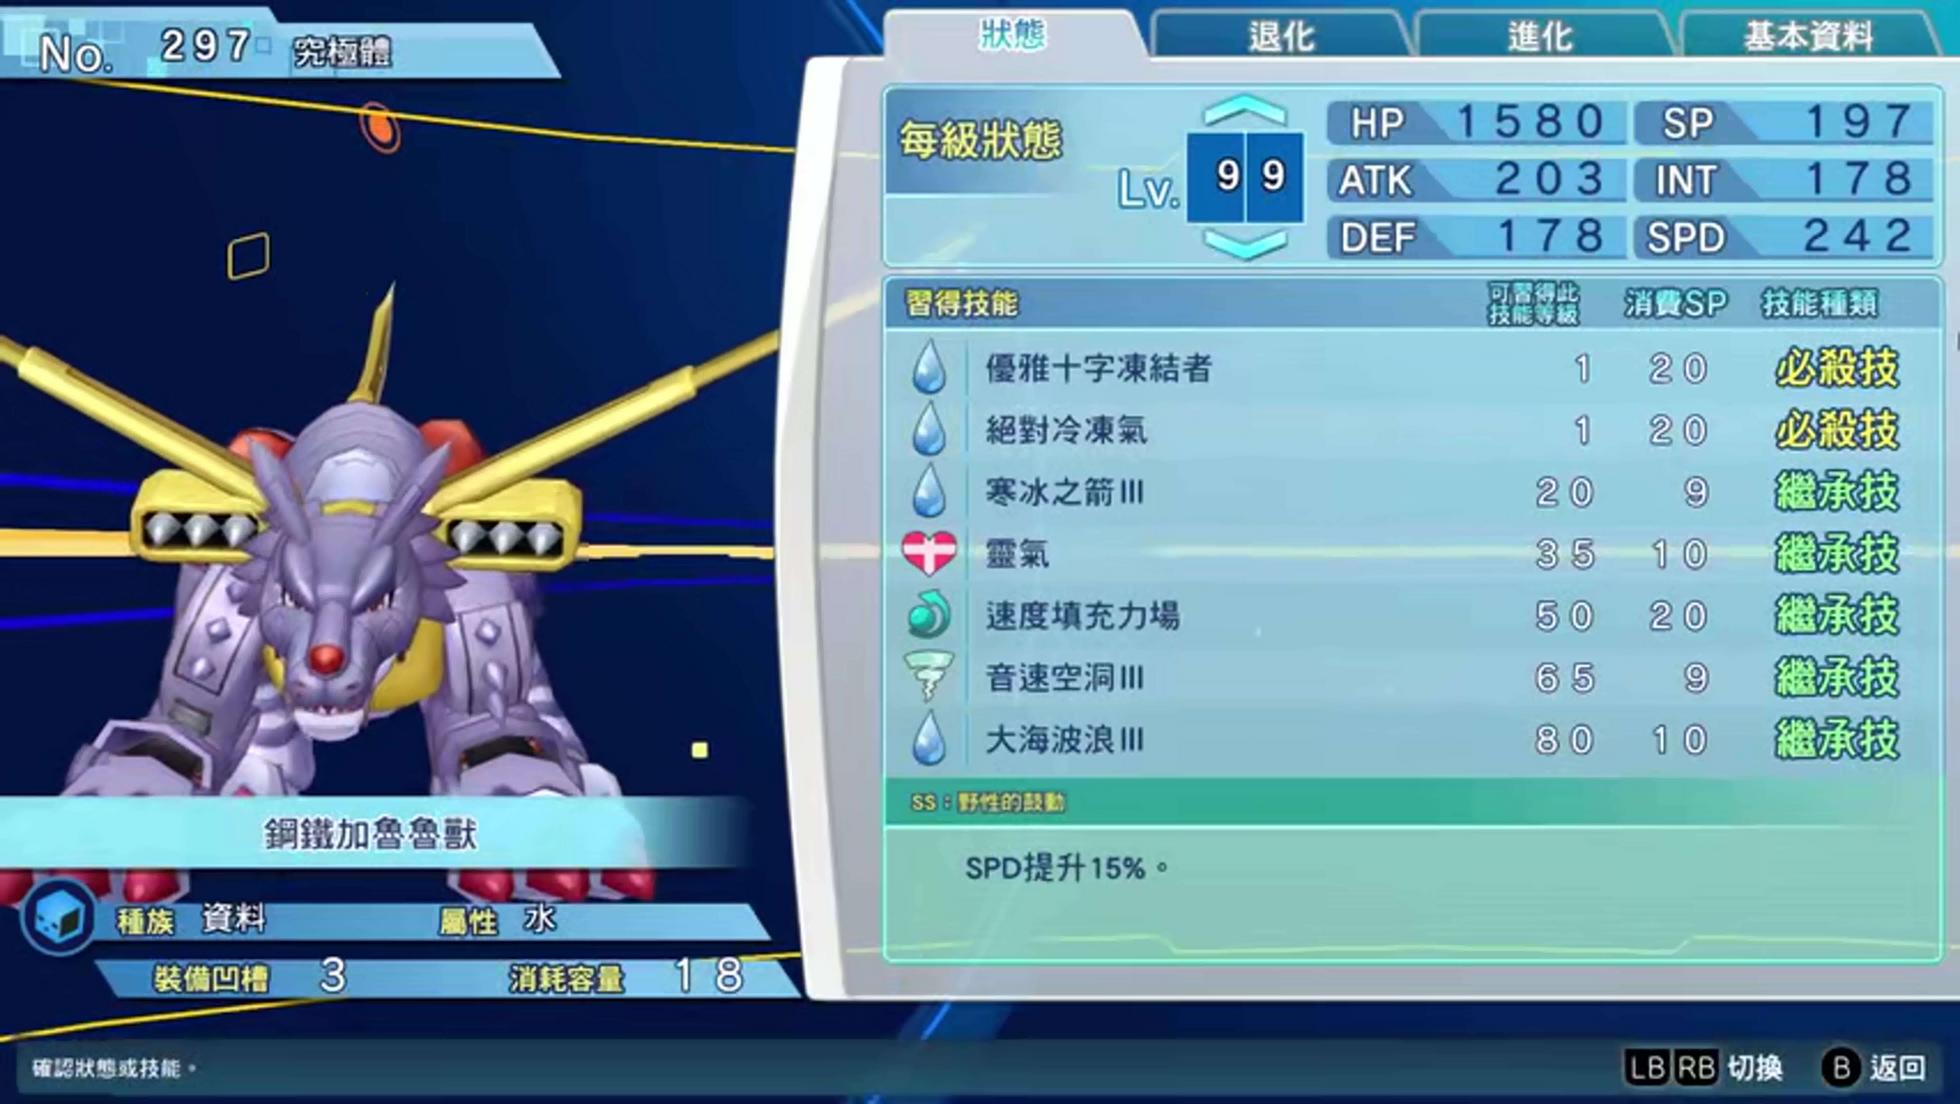 No. 297 究極體
狀態 退化 進化 基本資料
每級狀態
Lv. 99
HP 1580 SP 197
ATK 203 INT 178
DEF 178 SPD 242
習得技能 可習得此技能等級 消費SP 技能種類
優雅十字凍結者 1 20 必殺技
絕對冷凍氣 1 20 必殺技
寒冰之箭III 20 9 繼承技
靈氣 35 10 繼承技
速度填充力場 50 20 繼承技
音速空洞III 65 9 繼承技
大海波浪III 80 10 繼承技
SS：野性的鼓動
SPD提升15%。
鋼鐵加魯魯獸
種族 資料 屬性 水
裝備凹槽 3 消耗容量 18
確認狀態或技能。
LB RB 切換 B 返回